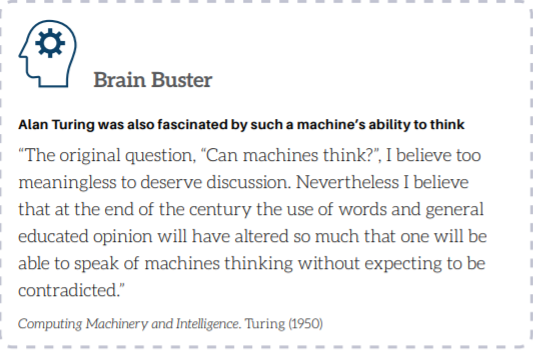 Brain Buster
Alan Turing was also fascinated by such a machine's ability to think
“The original question, “Can machines think?”, I believe too
meaningless to deserve discussion. Nevertheless I believe
that at the end of the century the use of words and general
educated opinion will have altered so much that one will be
able to speak of machines thinking without expecting to be
contradicted.”
Computing Machinery and Intelligence. Turing (1950)